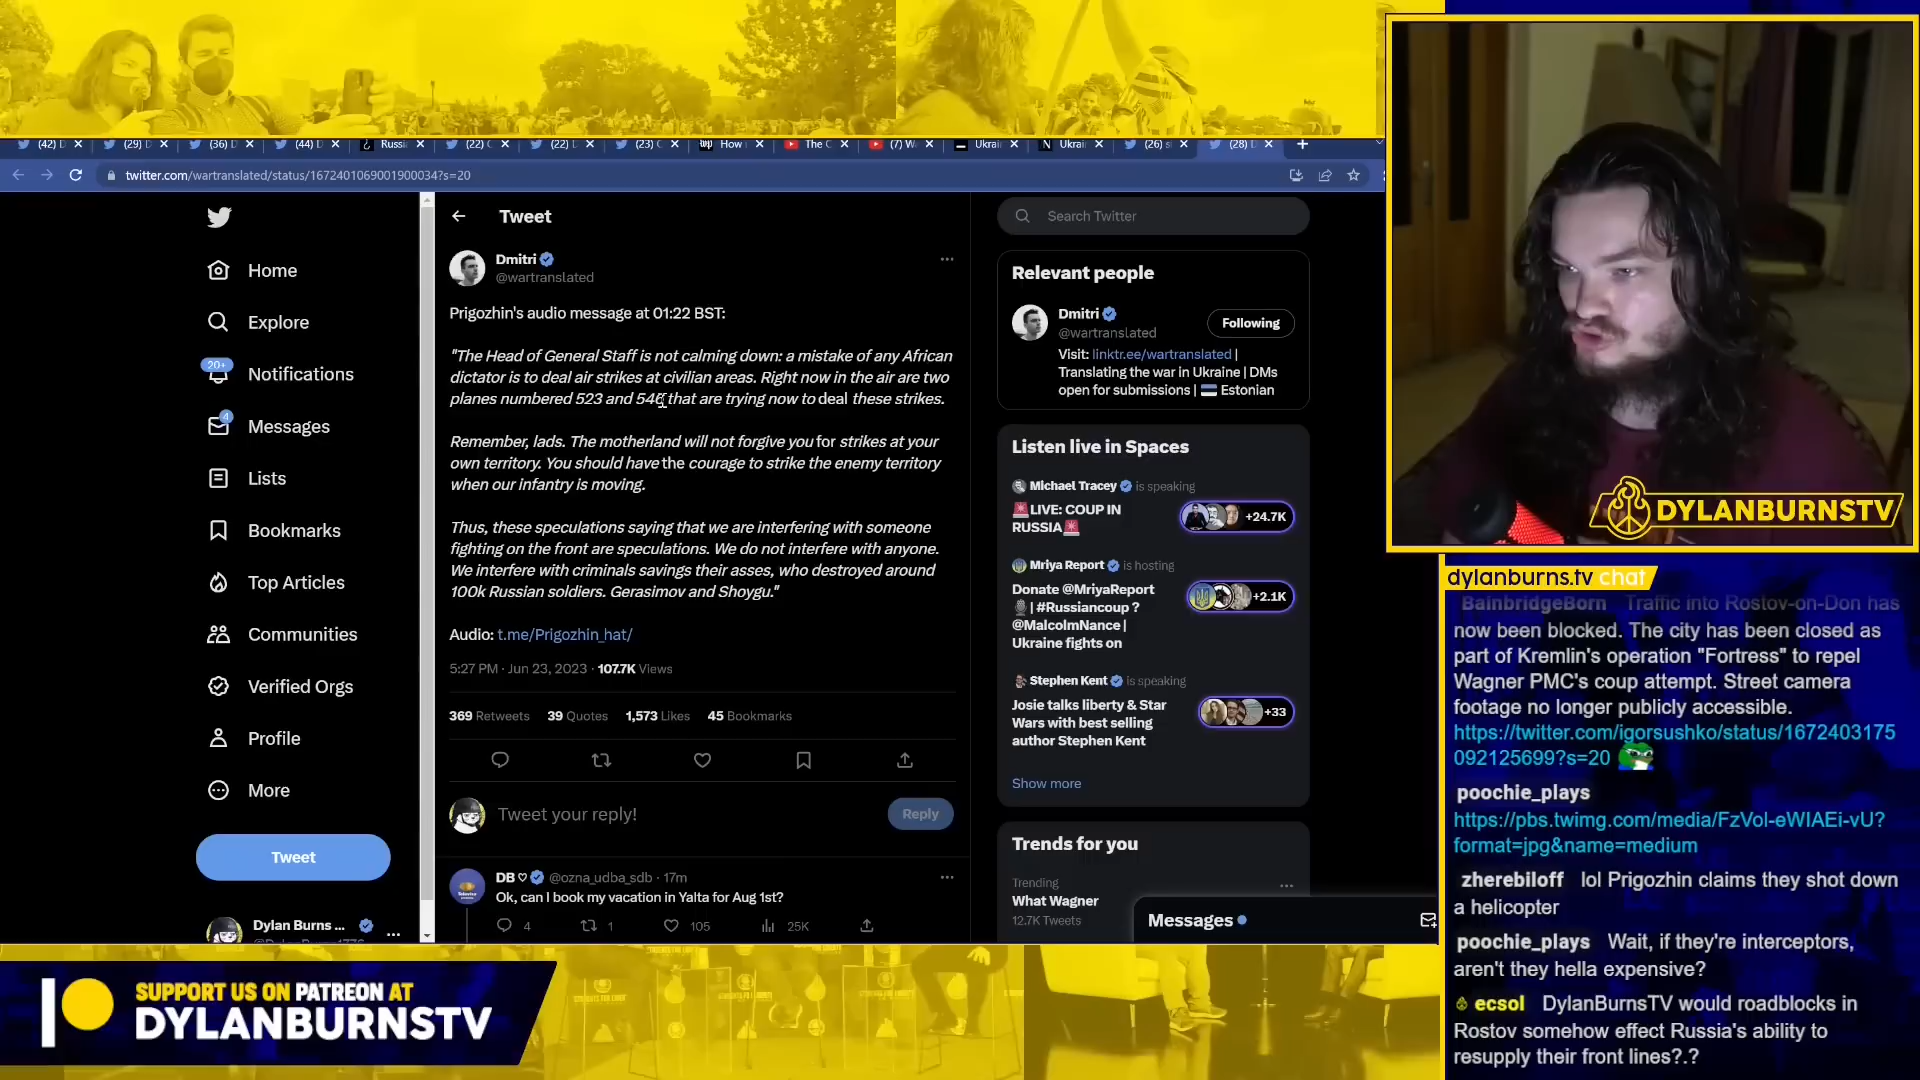 (42) D
(29) D
(36) D
(44) D
Russi
(22) C
(22) D
(23) C
How
The C
(7) W
Ukrai
Ukrai
(26) s
(28) D
twitter.com/wartranslated/status/1672401069001900034?s=20
Home
Explore
20+
Notifications
4
Messages
Lists
Bookmarks
Top Articles
Communities
Verified Orgs
Profile
More
Tweet
Dylan Burns ...
Tweet
Dmitri
@wartranslated
Prigozhin's audio message at 01:22 BST:
"The Head of General Staff is not calming down: a mistake of any African
dictator is to deal air strikes at civilian areas. Right now in the air are two
planes numbered 523 and 546 that are trying now to deal these strikes.
Remember, lads. The motherland will not forgive you for strikes at your
own territory. You should have the courage to strike the enemy territory
when our infantry is moving.
Thus, these speculations saying that we are interfering with someone
fighting on the front are speculations. We do not interfere with anyone.
We interfere with criminals savings their asses, who destroyed around
100k Russian soldiers. Gerasimov and Shoygu."
Audio: t.me/Prigozhin_hat/
5:27 PM · Jun 23, 2023 · 107.7K Views
369 Retweets 39 Quotes 1,573 Likes 45 Bookmarks
Tweet your reply!
Reply
DB @ozna_udba_sdb · 17m
Ok, can I book my vacation in Yalta for Aug 1st?
4
1
105
25K
Search Twitter
Relevant people
Dmitri
@wartranslated
Following
Visit: linktr.ee/wartranslated |
Translating the war in Ukraine | DMs
open for submissions | Estonian
Listen live in Spaces
Michael Tracey is speaking
🚨LIVE: COUP IN
RUSSIA🚨
+24.7K
Mriya Report is hosting
Donate @MriyaReport
| #Russiancoup ?
@MalcolmNance |
Ukraine fights on
+2.1K
Stephen Kent is speaking
Josie talks liberty & Star
Wars with best selling
author Stephen Kent
+33
Show more
Trends for you
Trending
What Wagner
12.7K Tweets
Messages
DYLANBURNSTV
dylanburns.tv chat
BainbridgeBorn Traffic into Rostov-on-Don has
now been blocked. The city has been closed as
part of Kremlin's operation "Fortress" to repel
Wagner PMC's coup attempt. Street camera
footage no longer publicly accessible.
https://twitter.com/igorsushko/status/1672403175
092125699?s=20
poochie_plays
https://pbs.twimg.com/media/FzVol-eWIAEi-vU?
format=jpg&name=medium
zherebiloff lol Prigozhin claims they shot down
a helicopter
poochie_plays Wait, if they're interceptors,
aren't they hella expensive?
ecsol DylanBurnsTV would roadblocks in
Rostov somehow effect Russia's ability to
resupply their front lines?.?
SUPPORT US ON PATREON AT
DYLANBURNSTV